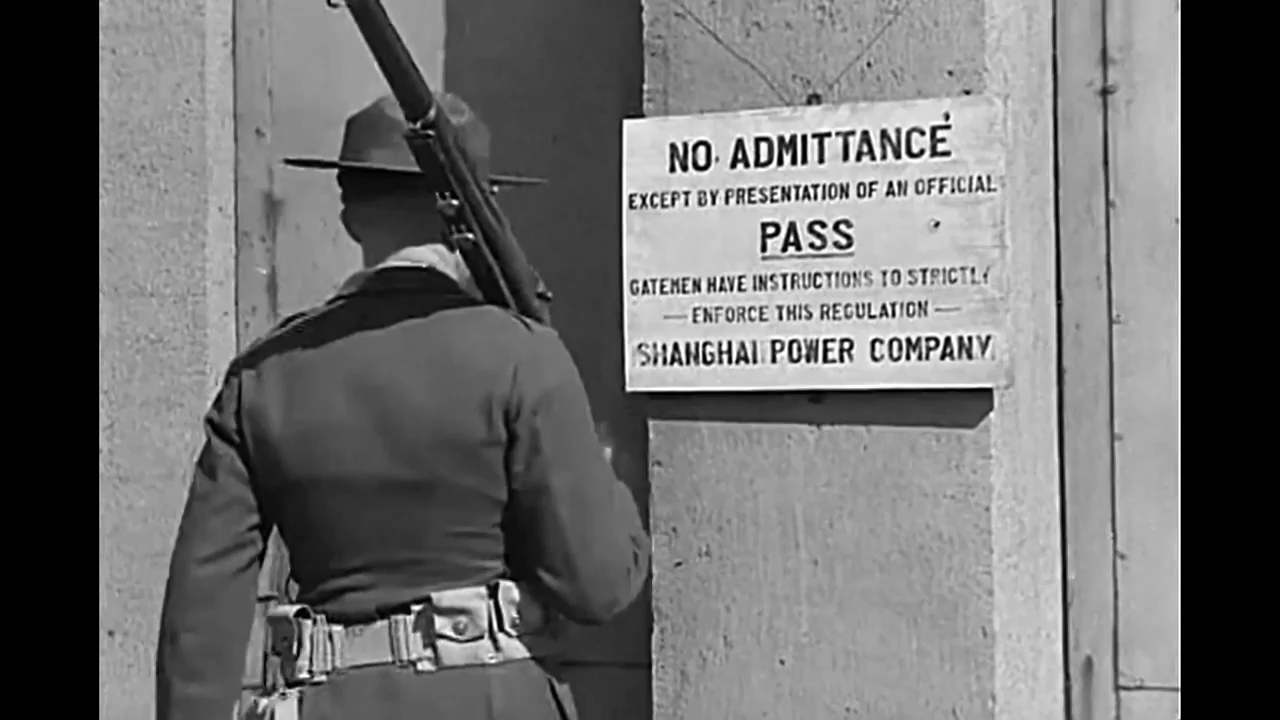 NO ADMITTANCE
EXCEPT BY PRESENTATION OF AN OFFICIAL
PASS
GATEMEN HAVE INSTRUCTIONS TO STRICTLY
— ENFORCE THIS REGULATION —
SHANGHAI POWER COMPANY